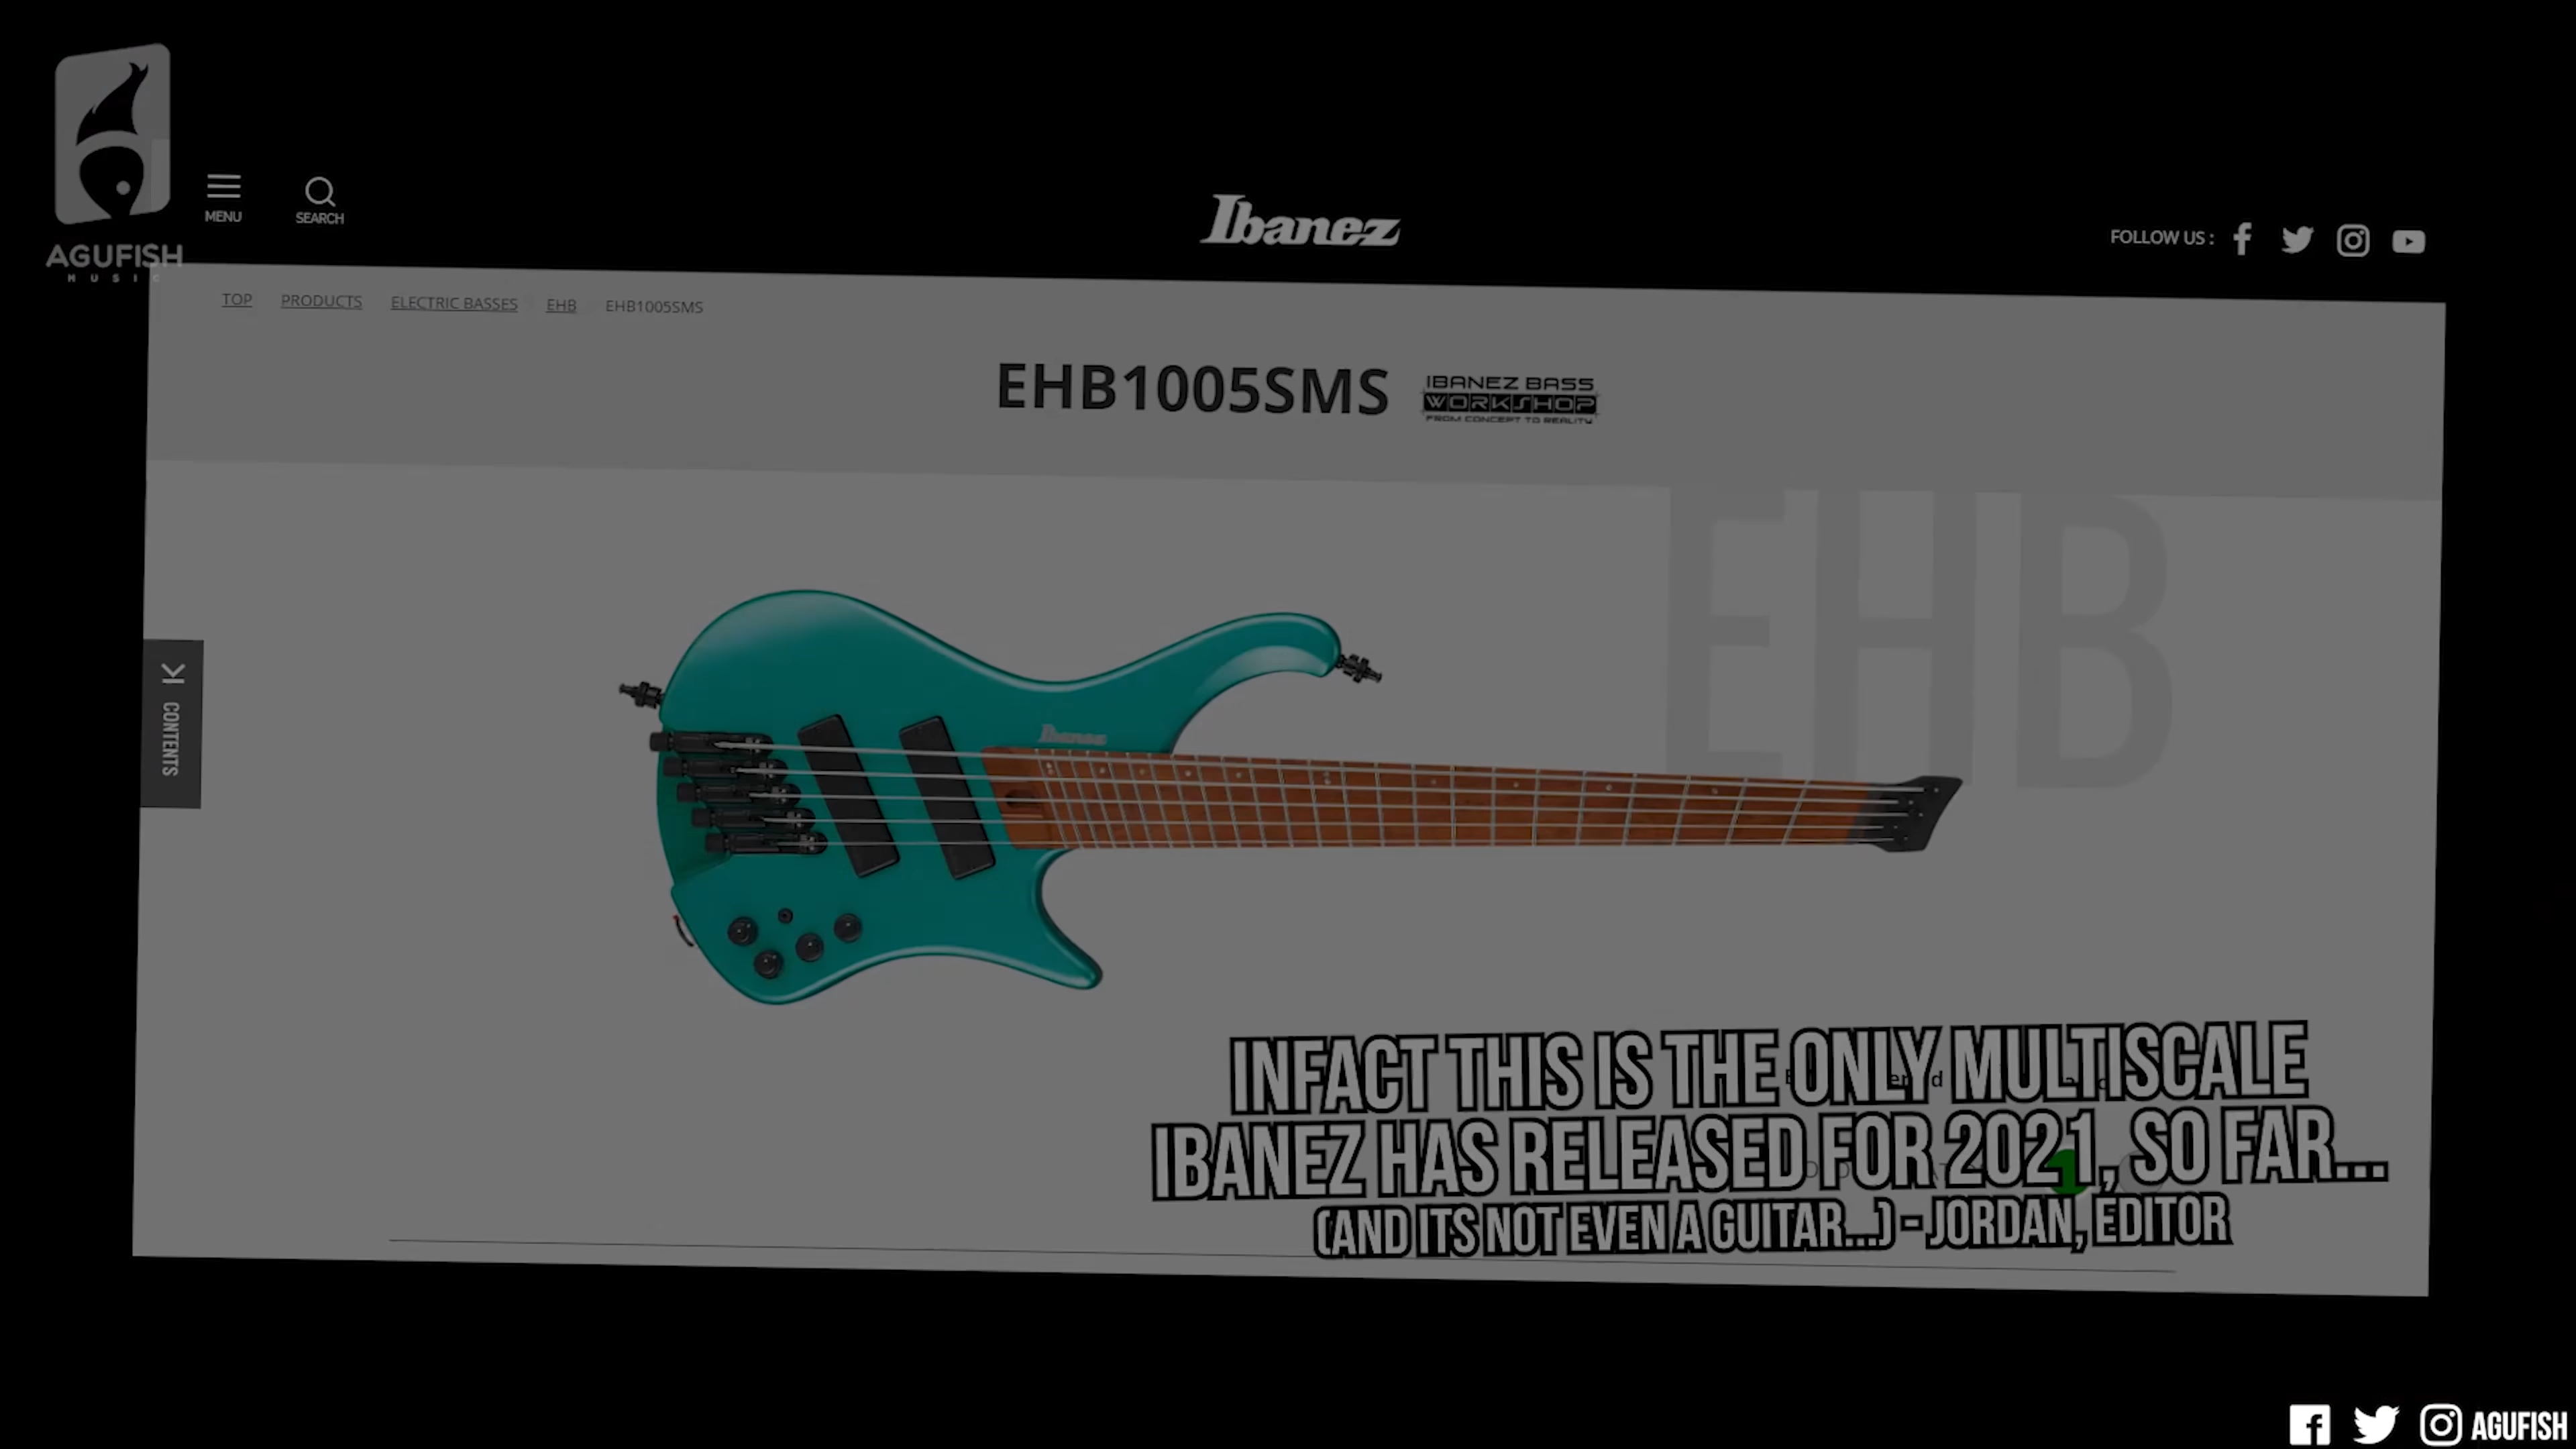 AGUFISH
MUSIC
MENU
SEARCH
Ibanez
FOLLOW US :
TOP PRODUCTS ELECTRIC BASSES EHB EHB1005SMS
EHB1005SMS
IBANEZ BASS
WORKSHOP
FROM CONCEPT TO REALITY
EHB
CONTENTS
Ibanez
INFACT THIS IS THE ONLY MULTISCALE
IBANEZ HAS RELEASED FOR 2021, SO FAR...
(AND ITS NOT EVEN A GUITAR...) - JORDAN, EDITOR
AGUFISH